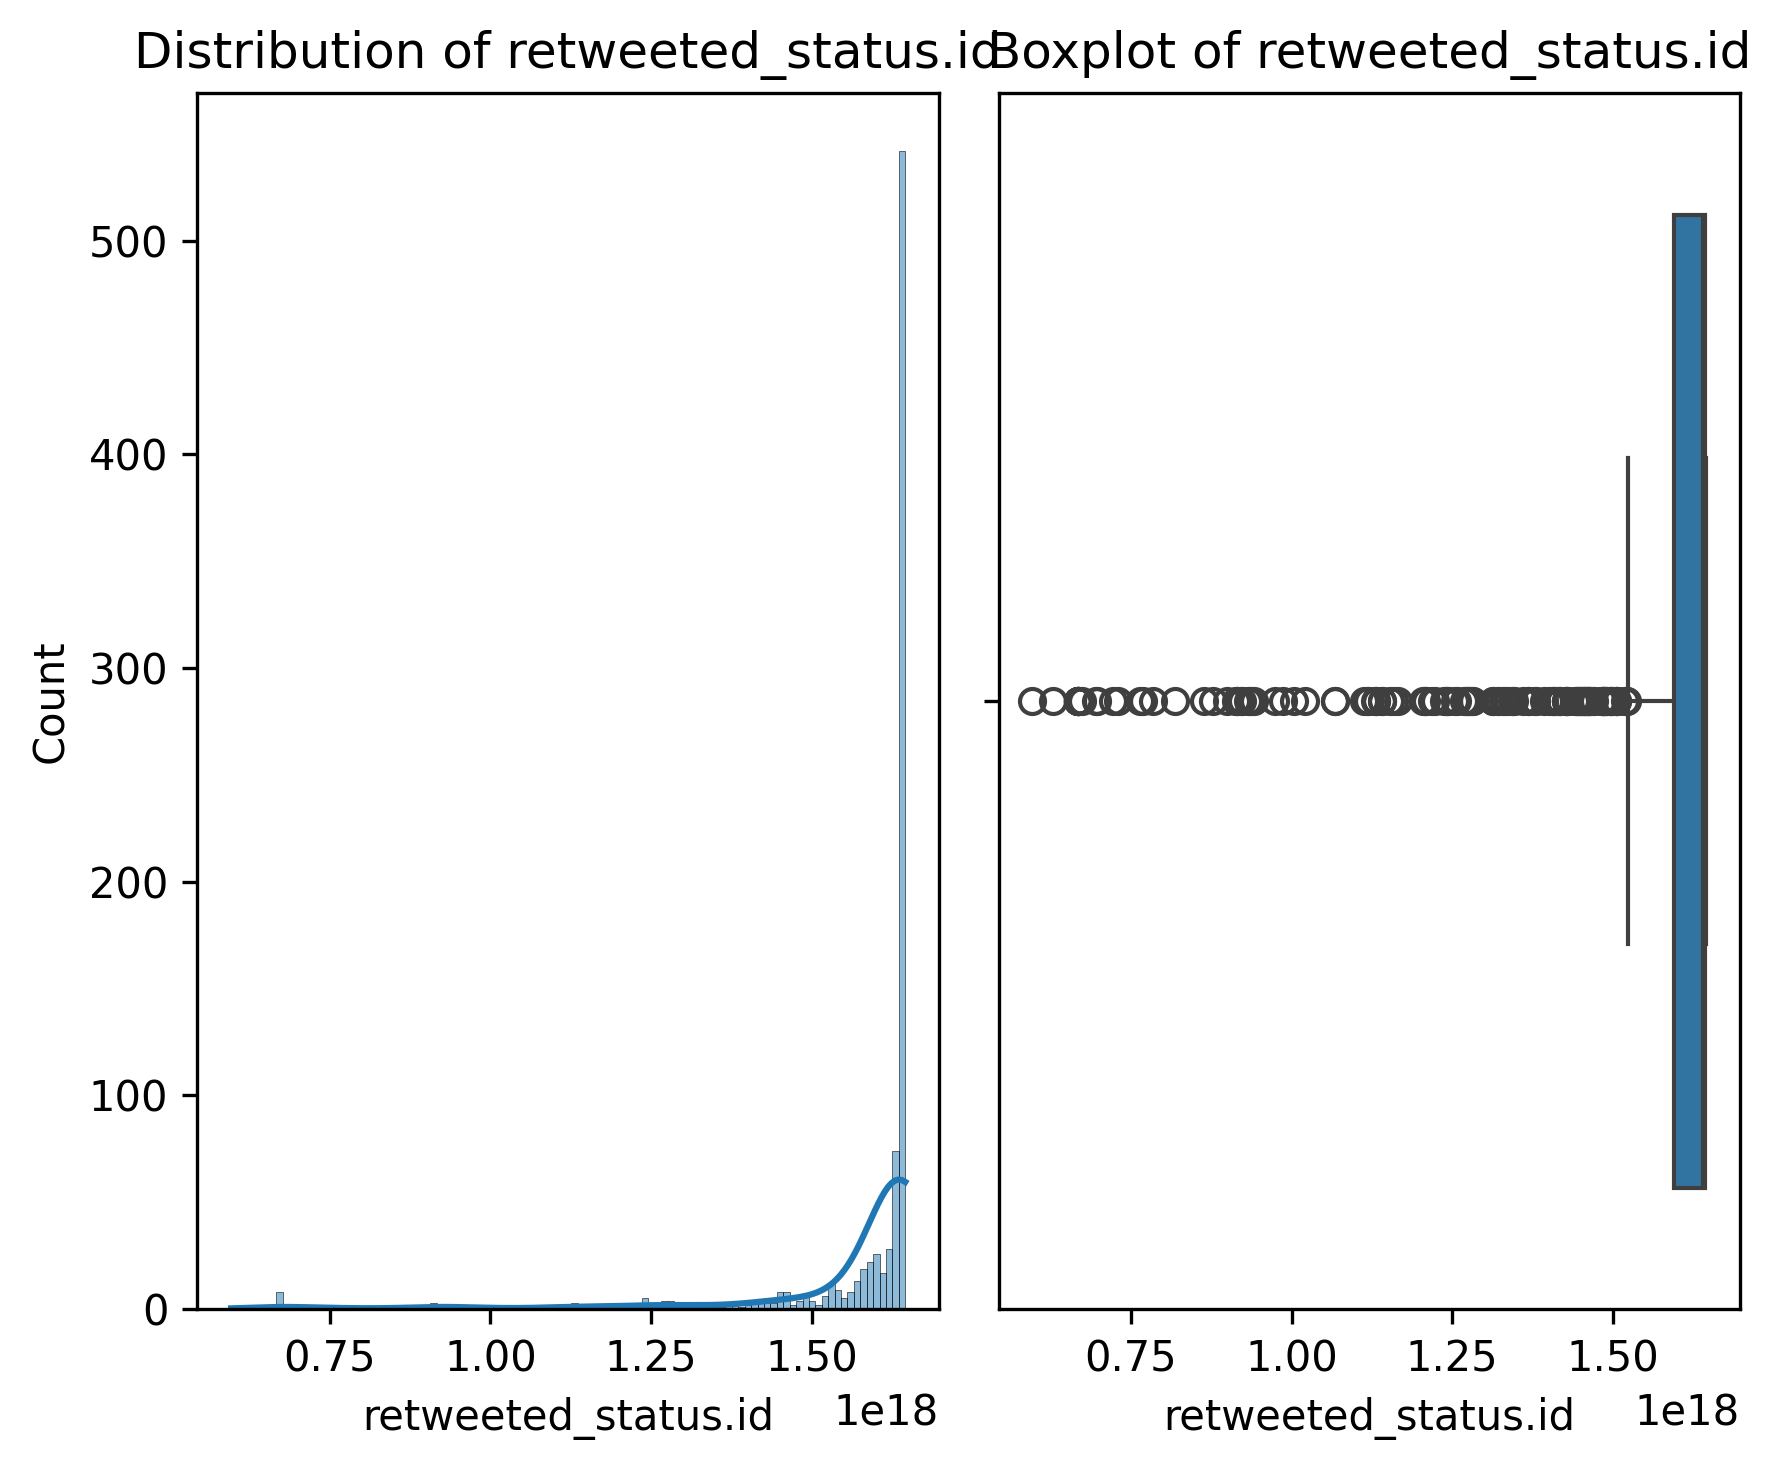 Distribution of retweeted_status.id
Count
500
400
300
200
100
0
0.75 1.00 1.25 1.50
1e18
retweeted_status.id
Boxplot of retweeted_status.id
0.75 1.00 1.25 1.50
1e18
retweeted_status.id